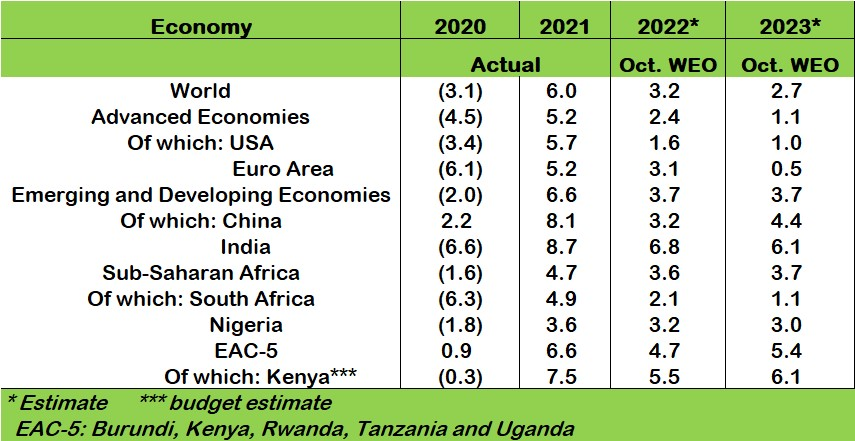 Economy 2020 2021 2022* 2023*
Actual Oct. WEO Oct. WEO
World (3.1) 6.0 3.2 2.7
Advanced Economies (4.5) 5.2 2.4 1.1
Of which: USA (3.4) 5.7 1.6 1.0
Euro Area (6.1) 5.2 3.1 0.5
Emerging and Developing Economies (2.0) 6.6 3.7 3.7
Of which: China 2.2 8.1 3.2 4.4
India (6.6) 8.7 6.8 6.1
Sub-Saharan Africa (1.6) 4.7 3.6 3.7
Of which: South Africa (6.3) 4.9 2.1 1.1
Nigeria (1.8) 3.6 3.2 3.0
EAC-5 0.9 6.6 4.7 5.4
Of which: Kenya*** (0.3) 7.5 5.5 6.1
* Estimate *** budget estimate
EAC-5: Burundi, Kenya, Rwanda, Tanzania and Uganda